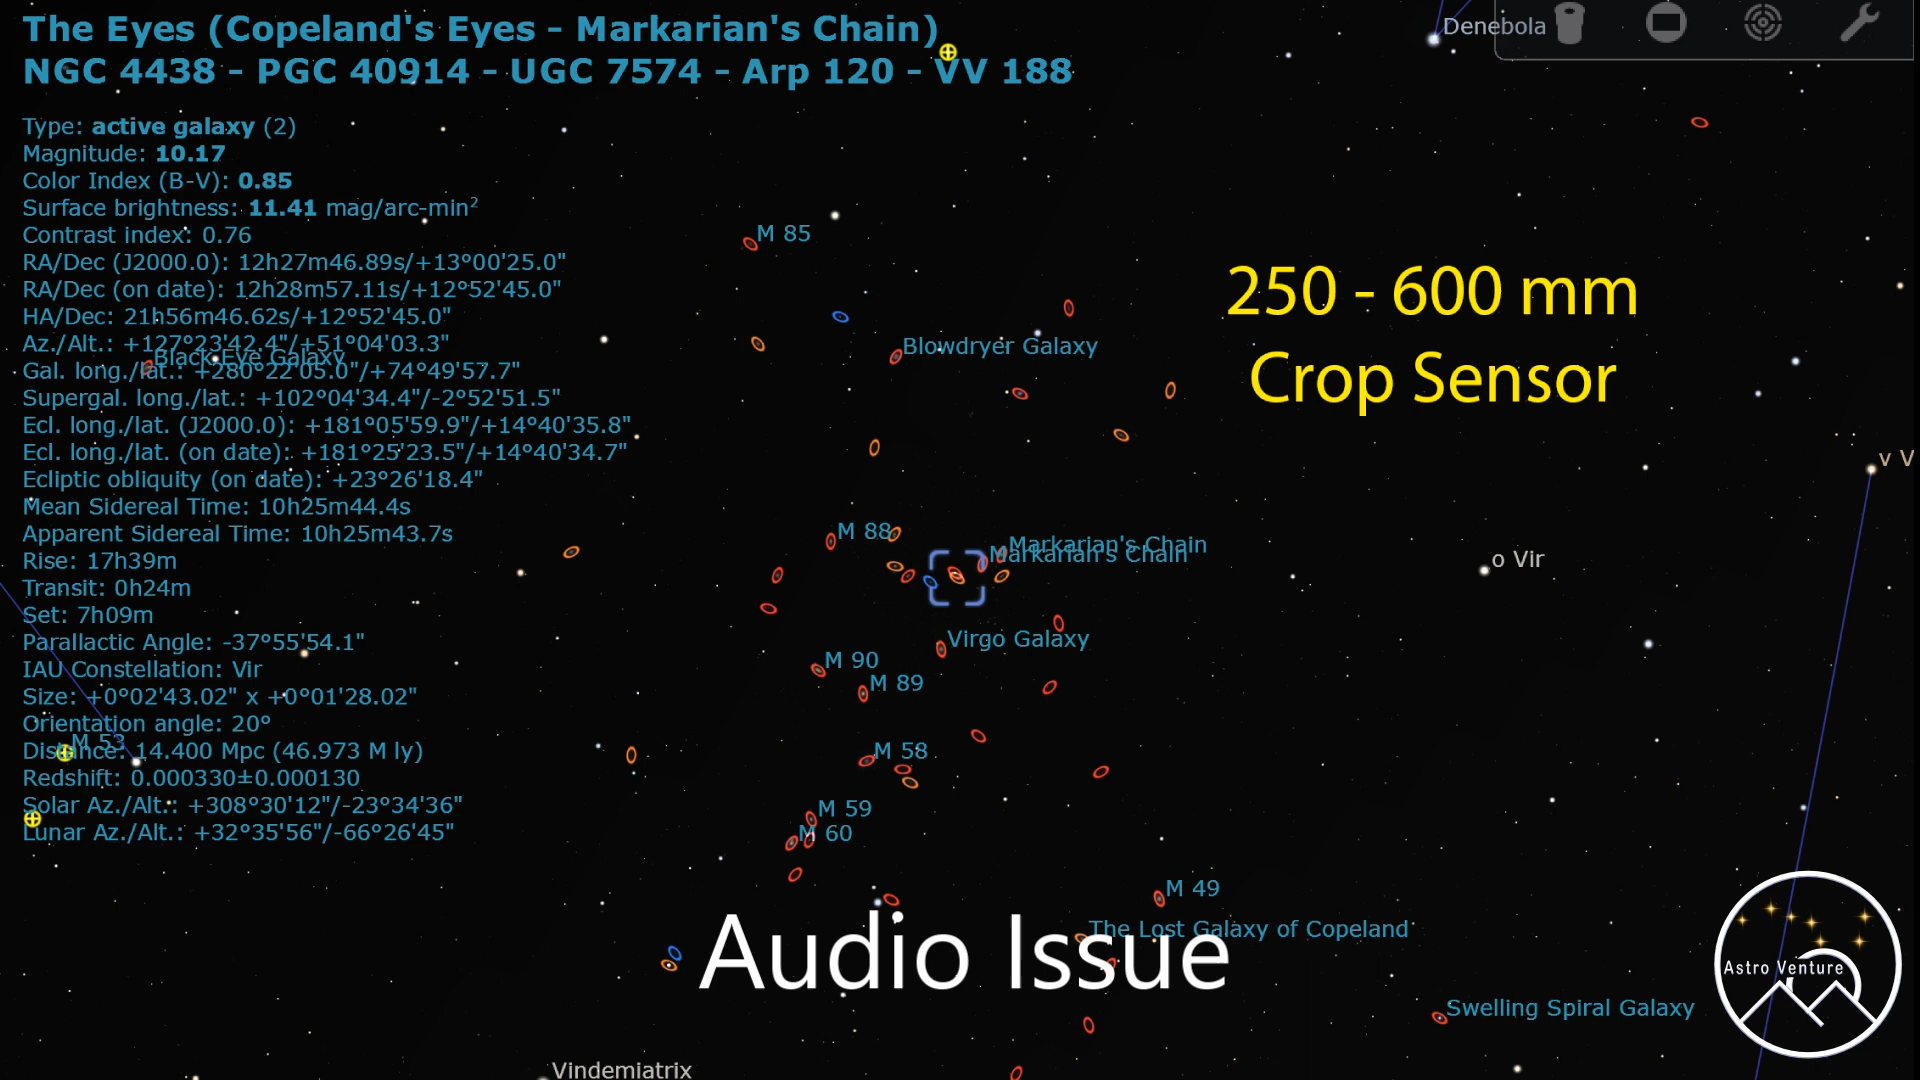 The Eyes (Copeland's Eyes - Markarian's Chain)
NGC 4438 - PGC 40914 - UGC 7574 - Arp 120 - VV 188
Type: active galaxy (2)
Magnitude: 10.17
Color Index (B-V): 0.85
Surface brightness: 11.41 mag/arc-min²
Contrast index: 0.76
RA/Dec (J2000.0): 12h27m46.89s/+13°00'25.0"
RA/Dec (on date): 12h28m57.11s/+12°52'45.0"
HA/Dec: 21h56m46.62s/+12°52'45.0"
Az./Alt.: +127°23'42.4"/+51°04'03.3"
Gal. long./lat.: +280°22'05.0"/+74°49'57.7"
Supergal. long./lat.: +102°04'34.4"/-2°52'51.5"
Ecl. long./lat. (J2000.0): +181°05'59.9"/+14°40'35.8"
Ecl. long./lat. (on date): +181°25'23.5"/+14°40'34.7"
Ecliptic obliquity (on date): +23°26'18.4"
Mean Sidereal Time: 10h25m44.4s
Apparent Sidereal Time: 10h25m43.7s
Rise: 17h39m
Transit: 0h24m
Set: 7h09m
Parallactic Angle: -37°55'54.1"
IAU Constellation: Vir
Size: +0°02'43.02" x +0°01'28.02"
Orientation angle: 20°
Distance: 14.400 Mpc (46.973 M ly)
Redshift: 0.000330±0.000130
Solar Az./Alt.: +308°30'12"/-23°34'36"
Lunar Az./Alt.: +32°35'56"/-66°26'45"
Black Eye Galaxy
M 53
Denebola
M 85
250 - 600 mm
Crop Sensor
Blowdryer Galaxy
ν V
M 88
Markarian's Chain
Markarian's Chain
ο Vir
Virgo Galaxy
M 90
M 89
M 58
M 59
M 60
M 49
The Lost Galaxy of Copeland
Audio Issue
Astro Venture
Swelling Spiral Galaxy
Vindemiatrix